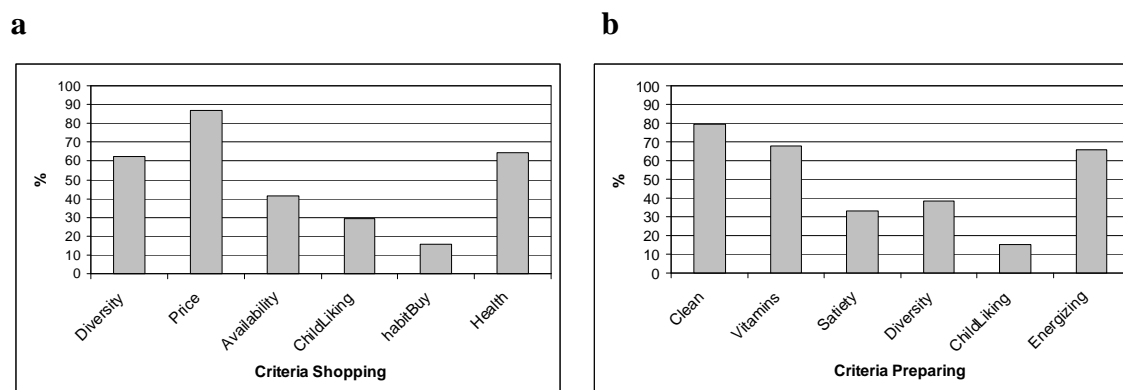 a
b
100
90
80
70
60
50
40
30
20
10
0
%
Diversity
Price
Availability
ChildLiking
habitBuy
Health
Criteria Shopping
100
90
80
70
60
50
40
30
20
10
0
%
Clean
Vitamins
Satiety
Diversity
ChildLiking
Energizing
Criteria Preparing